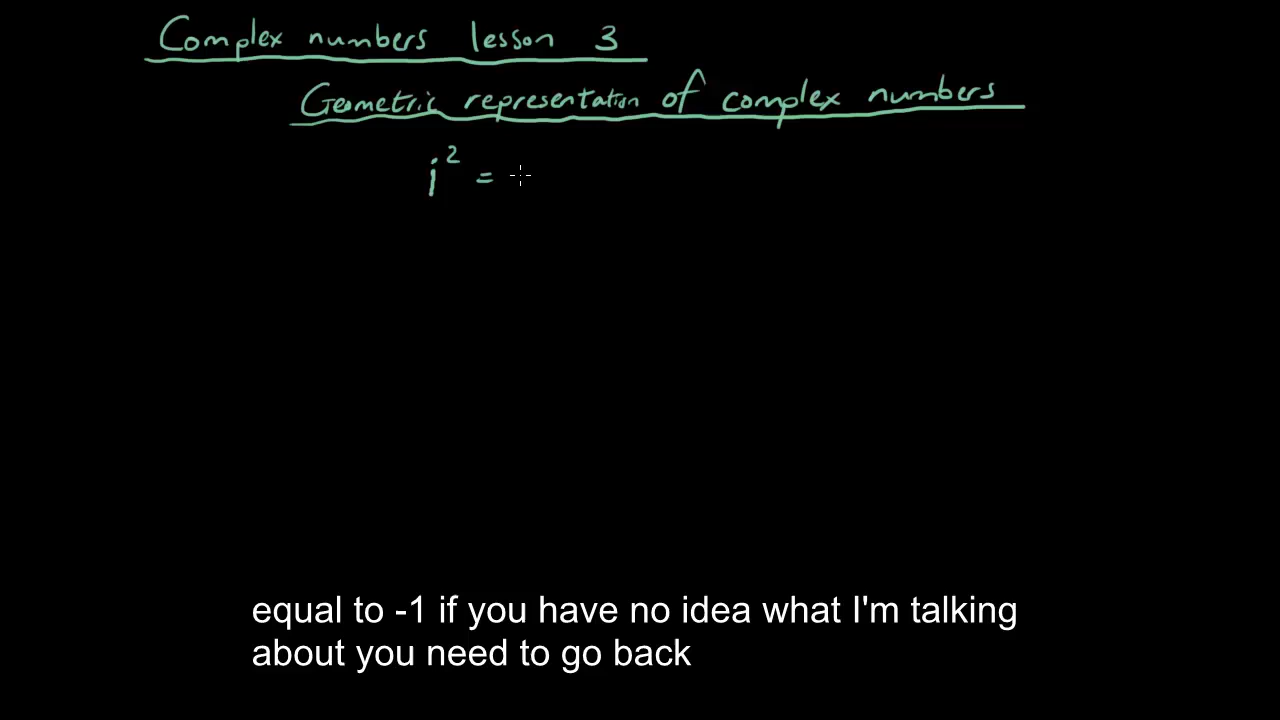 Complex numbers lesson 3
Geometric representation of complex numbers
i² =
equal to -1 if you have no idea what I'm talking
about you need to go back